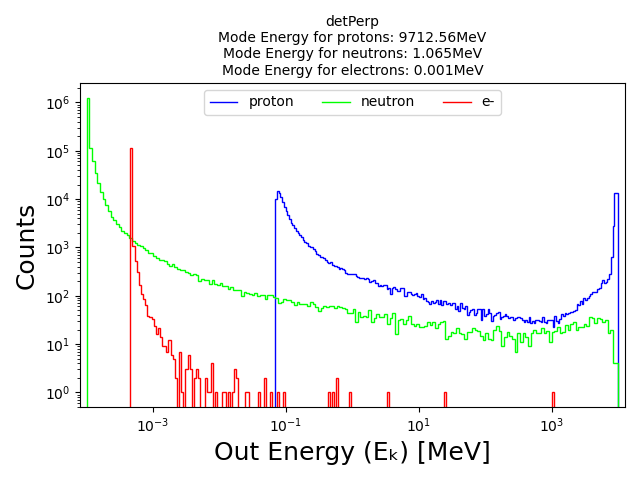 detPerp
Mode Energy for protons: 9712.56MeV
Mode Energy for neutrons: 1.065MeV
Mode Energy for electrons: 0.001MeV
proton neutron e-
10⁶
10⁵
10⁴
10³
10²
10¹
10⁰
Counts
10⁻³ 10⁻¹ 10¹ 10³
Out Energy (Eₖ) [MeV]